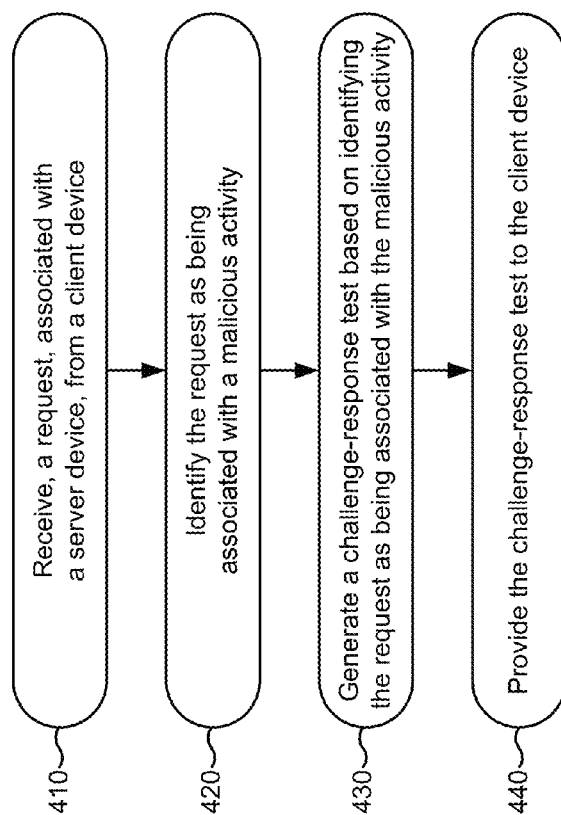 410
Receive, a request, associated with
a server device, from a client device
420
Identify the request as being
associated with a malicious activity
430
Generate a challenge-response test based on identifying
the request as being associated with the malicious activity
440
Provide the challenge-response test to the client device